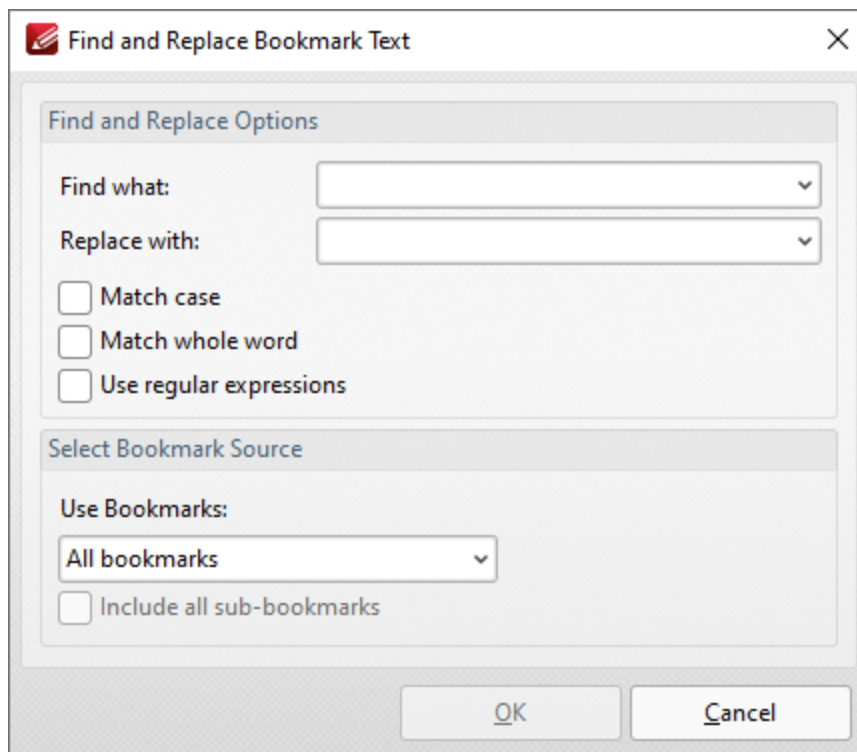 Find and Replace Bookmark Text
Find and Replace Options
Find what:
Replace with:
Match case
Match whole word
Use regular expressions
Select Bookmark Source
Use Bookmarks:
All bookmarks
Include all sub-bookmarks
OK Cancel